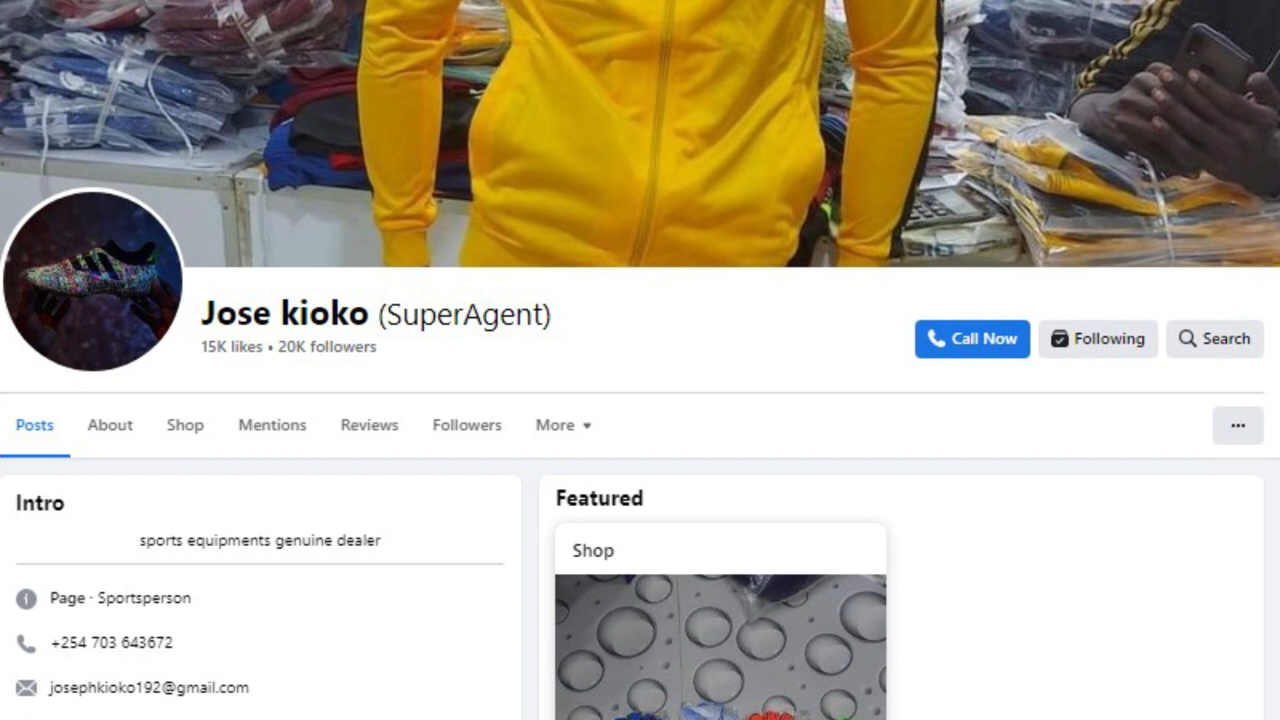 Jose kioko (SuperAgent)
15K likes • 20K followers
Call Now
Following
Search
Posts
About
Shop
Mentions
Reviews
Followers
More
Intro
sports equipments genuine dealer
Page · Sportsperson
+254 703 643672
josephkioko192@gmail.com
Featured
Shop